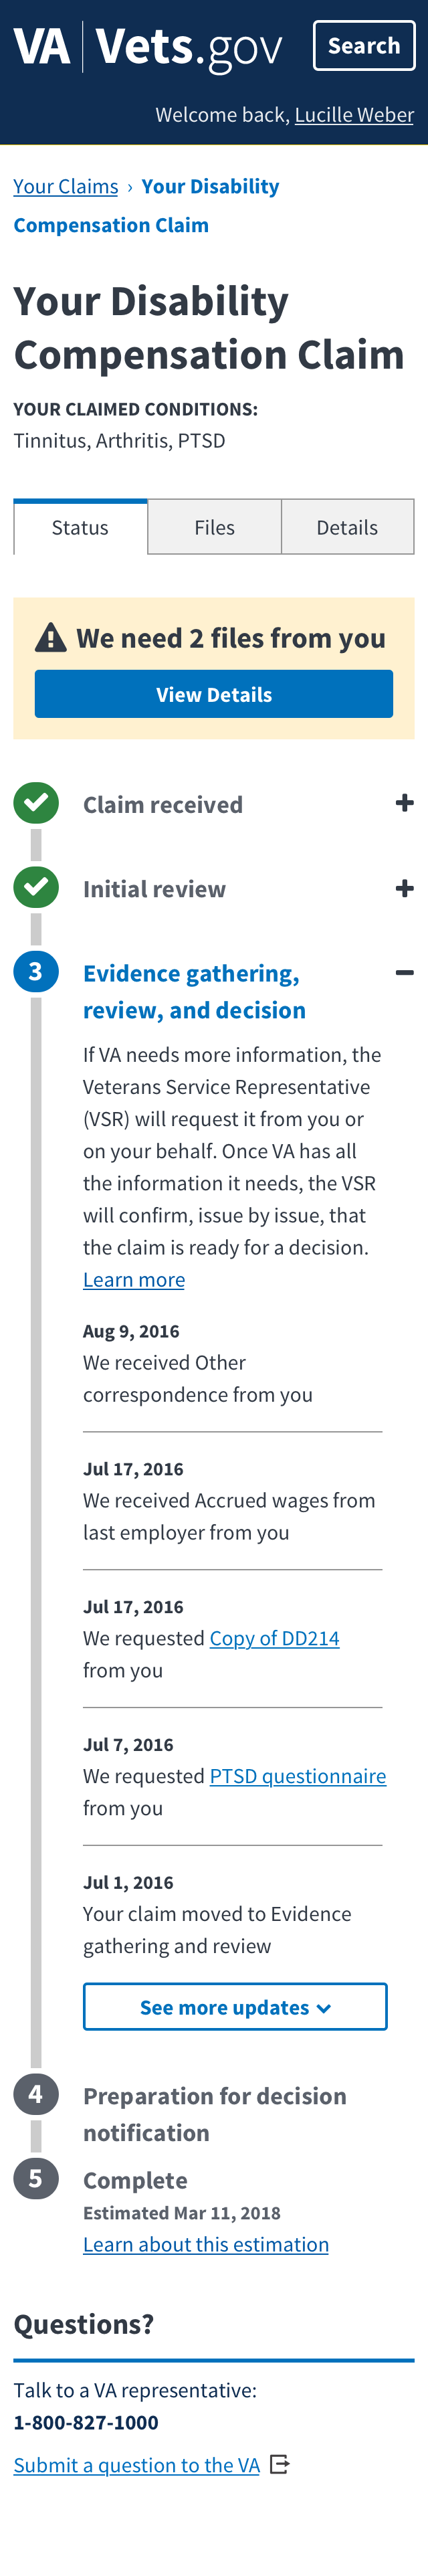 VA Vets.gov Search
Welcome back, Lucille Weber
Your Claims › Your Disability
Compensation Claim
Your Disability
Compensation Claim
YOUR CLAIMED CONDITIONS:
Tinnitus, Arthritis, PTSD
Status Files Details
We need 2 files from you
View Details
Claim received
Initial review
3 Evidence gathering,
review, and decision
If VA needs more information, the
Veterans Service Representative
(VSR) will request it from you or
on your behalf. Once VA has all
the information it needs, the VSR
will confirm, issue by issue, that
the claim is ready for a decision.
Learn more
Aug 9, 2016
We received Other
correspondence from you
Jul 17, 2016
We received Accrued wages from
last employer from you
Jul 17, 2016
We requested Copy of DD214
from you
Jul 7, 2016
We requested PTSD questionnaire
from you
Jul 1, 2016
Your claim moved to Evidence
gathering and review
See more updates
4 Preparation for decision
notification
5 Complete
Estimated Mar 11, 2018
Learn about this estimation
Questions?
Talk to a VA representative:
1-800-827-1000
Submit a question to the VA